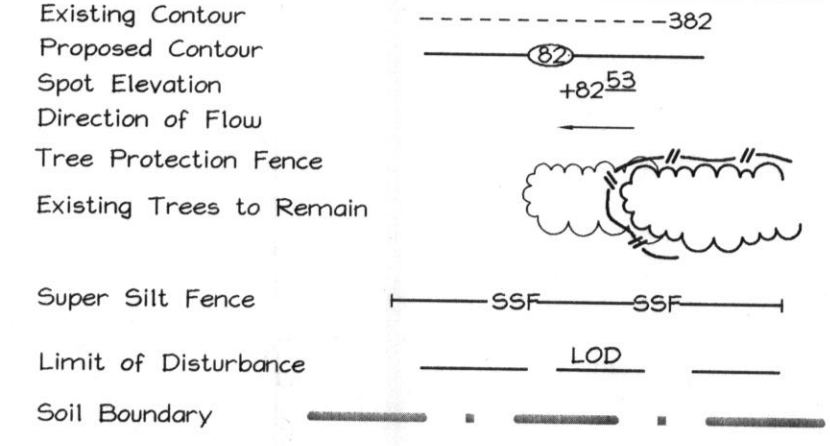 Existing Contour 382
Proposed Contour 82
Spot Elevation +82 53
Direction of Flow
Tree Protection Fence
Existing Trees to Remain
Super Silt Fence SSF SSF
Limit of Disturbance LOD
Soil Boundary